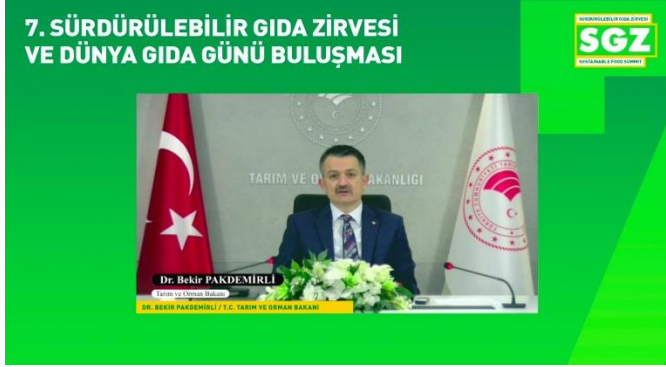 7. SÜRDÜRÜLEBİLİR GIDA ZİRVESİ
VE DÜNYA GIDA GÜNÜ BULUŞMASI
SÜRDÜRÜLEBİLİR GIDA ZİRVESİ
SGZ
SUSTAINABLE FOOD SUMMIT
TARIM VE O AKANLIĞI
Dr. Bekir PAKDEMİRLİ
Tarım ve Orman Bakanı
DR. BEKİR PAKDEMİRLİ / T.C. TARIM VE ORMAN BAKANI